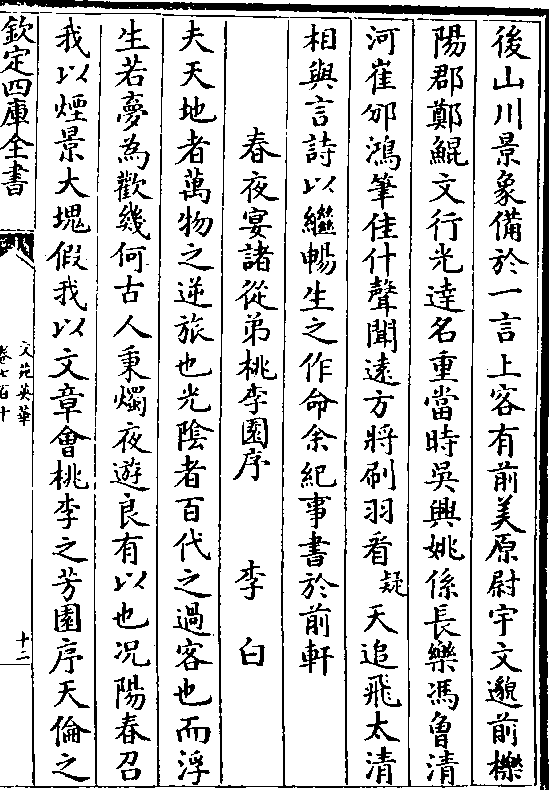 後山川景象備於一言上客有前美原尉宇文邈前櫟
陽郡鄭鯤文行光達名重當時吳興姚係長樂馮魯清
河崔邠鴻筆佳什聲聞遠方將刷羽看疑天追飛太清
相與言詩以繼暢生之作命余紀事書於前軒
春夜宴諸從弟桃李園序 李白
夫天地者萬物之逆旅也光陰者百代之過客也而浮
生若夢為歡幾何古人秉燭夜遊良有以也況陽春召
我以煙景大塊假我以文章會桃李之芳園序天倫之
欽定四庫全書
文苑英華
卷七百十
十二